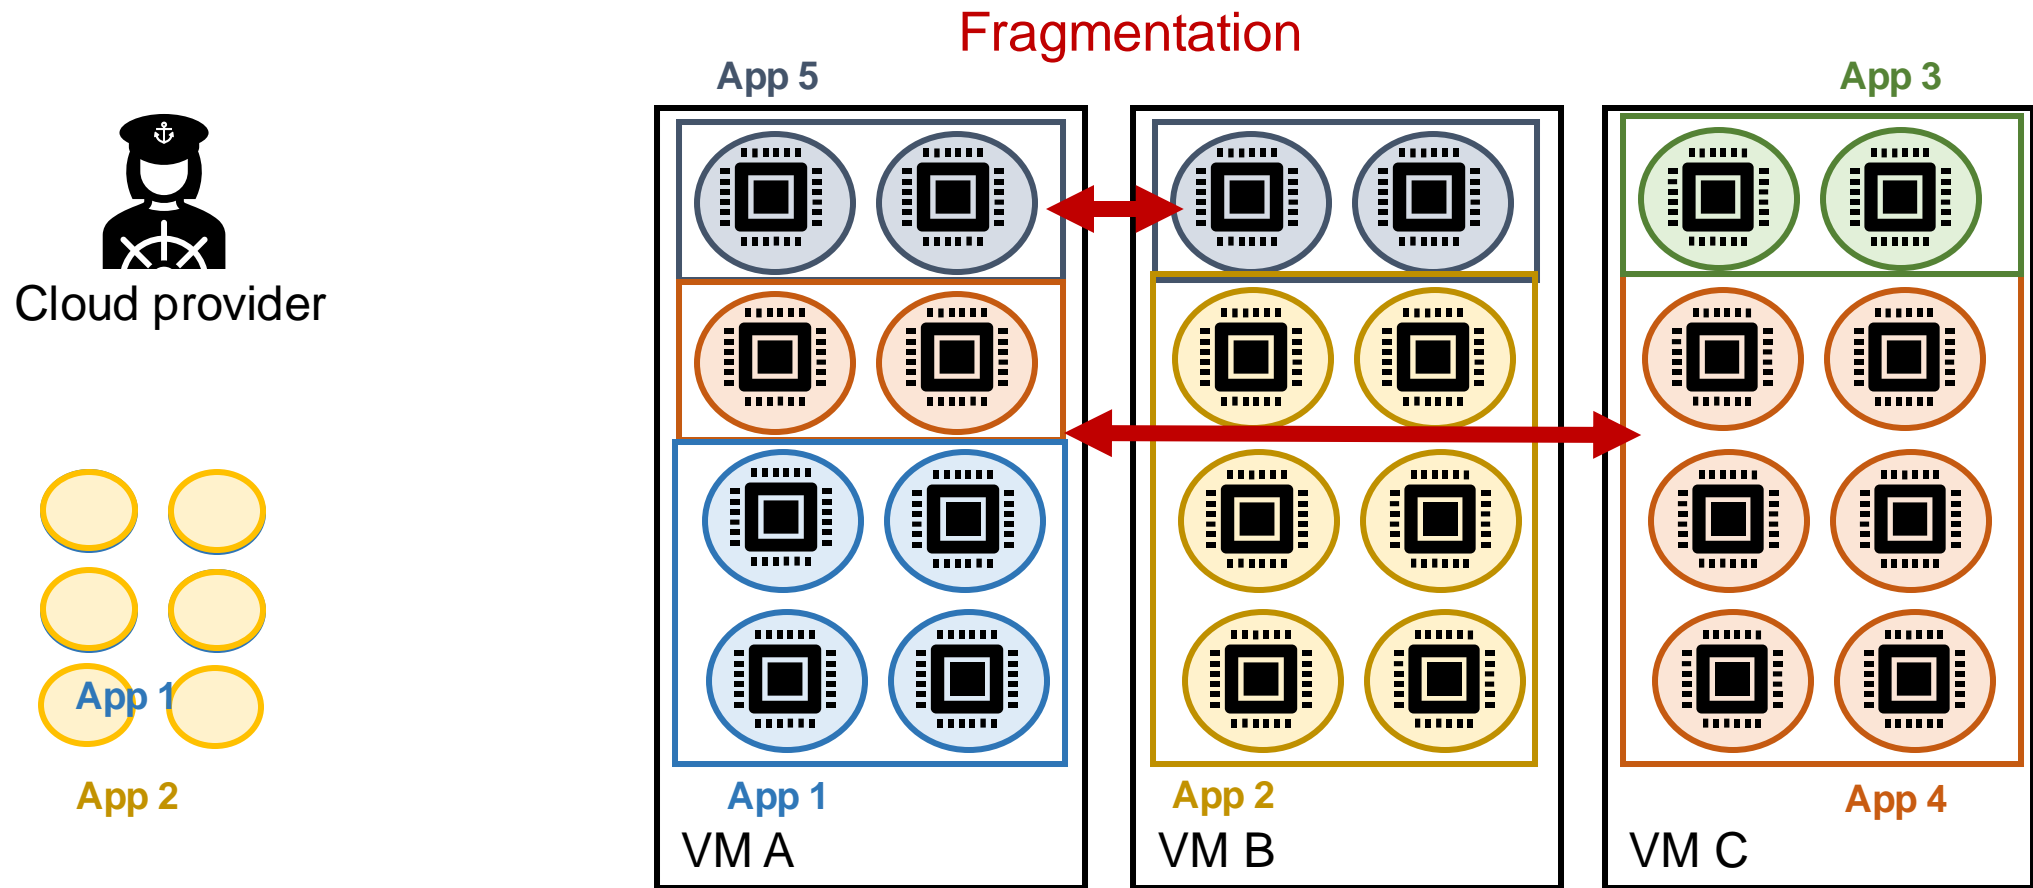 Fragmentation
App 5
App 3
Cloud provider
App 1
App 2
App 1
App 2
App 4
VM A
VM B
VM C